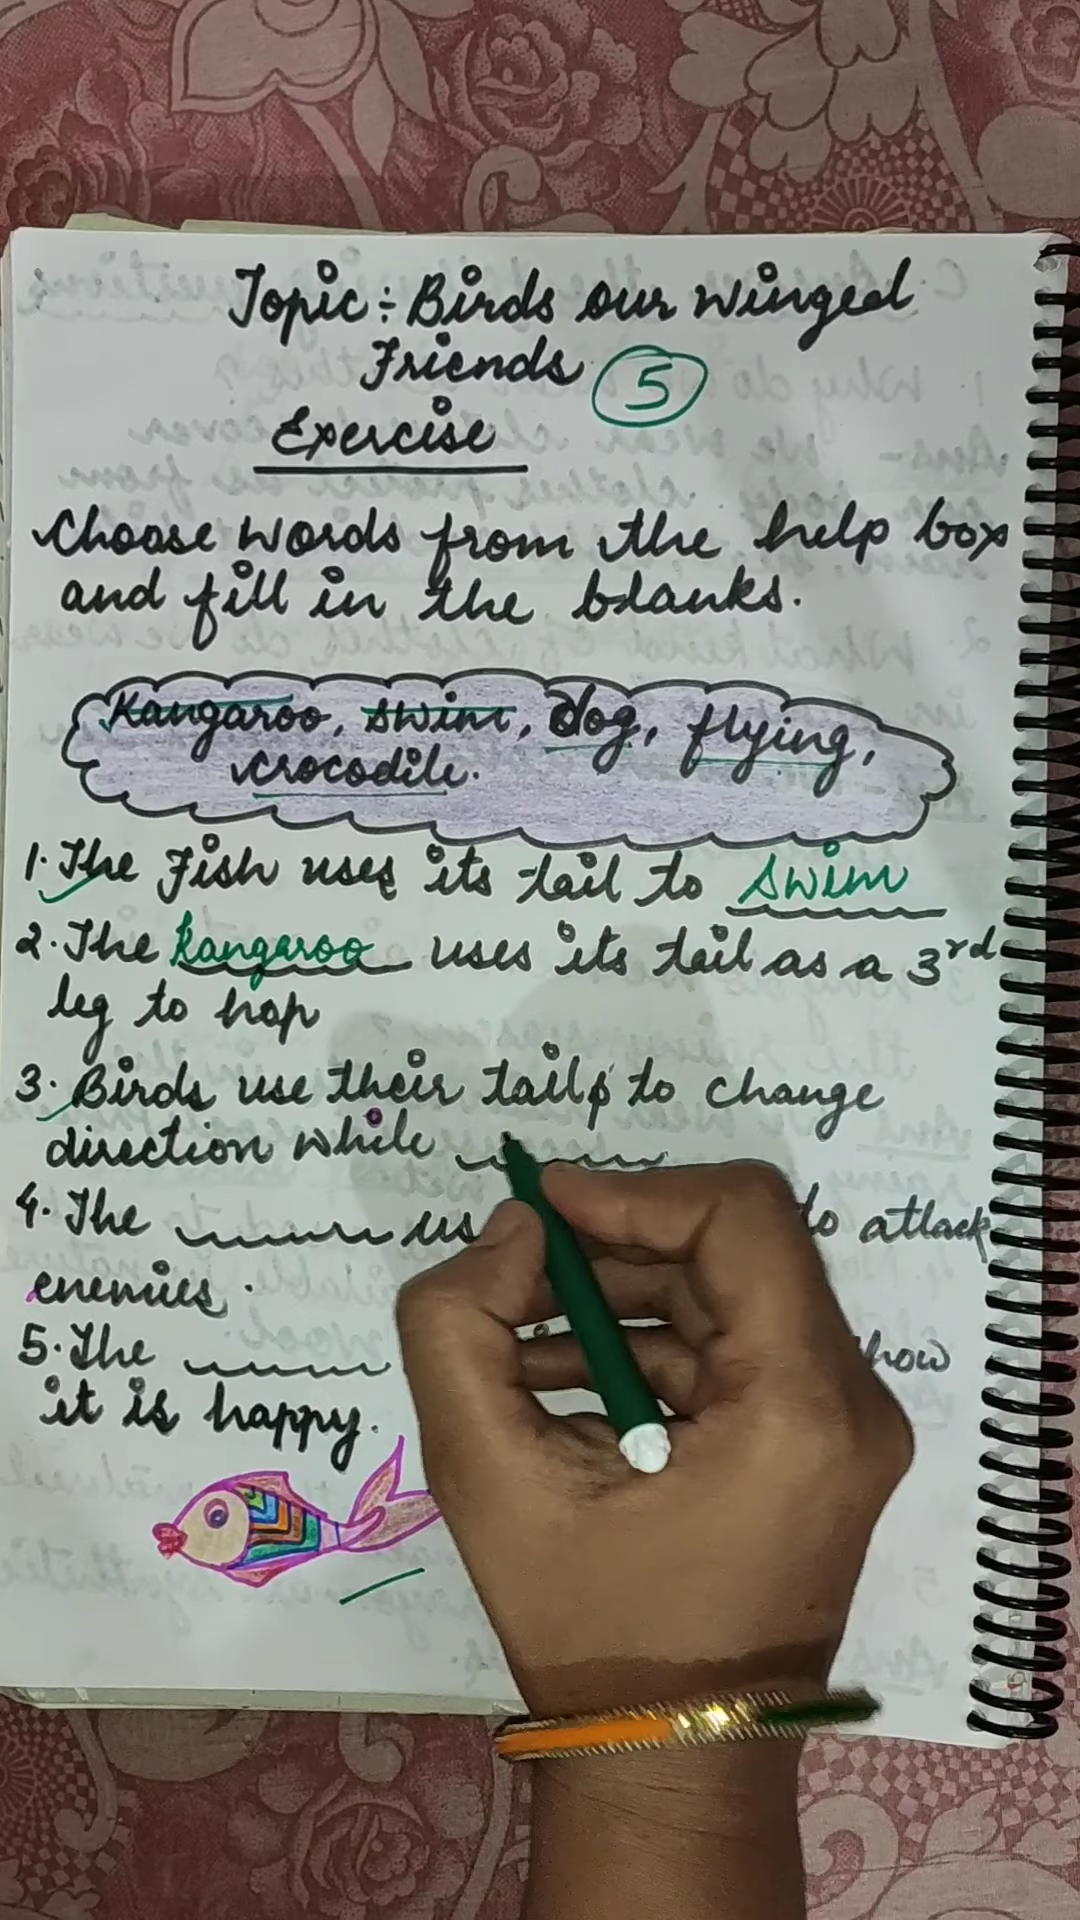 Topic :- Birds our winged
Friends 5
Exercise
Choose words from the help box
and fill in the blanks.
Kangaroo, swim, dog, flying,
crocodile.
1. The Fish uses its tail to swim
2. The kangaroo uses its tail as a 3rd
leg to hop
3. Birds use their tails to change
direction while
4. The us to attack
enemies.
5. The how
it is happy.